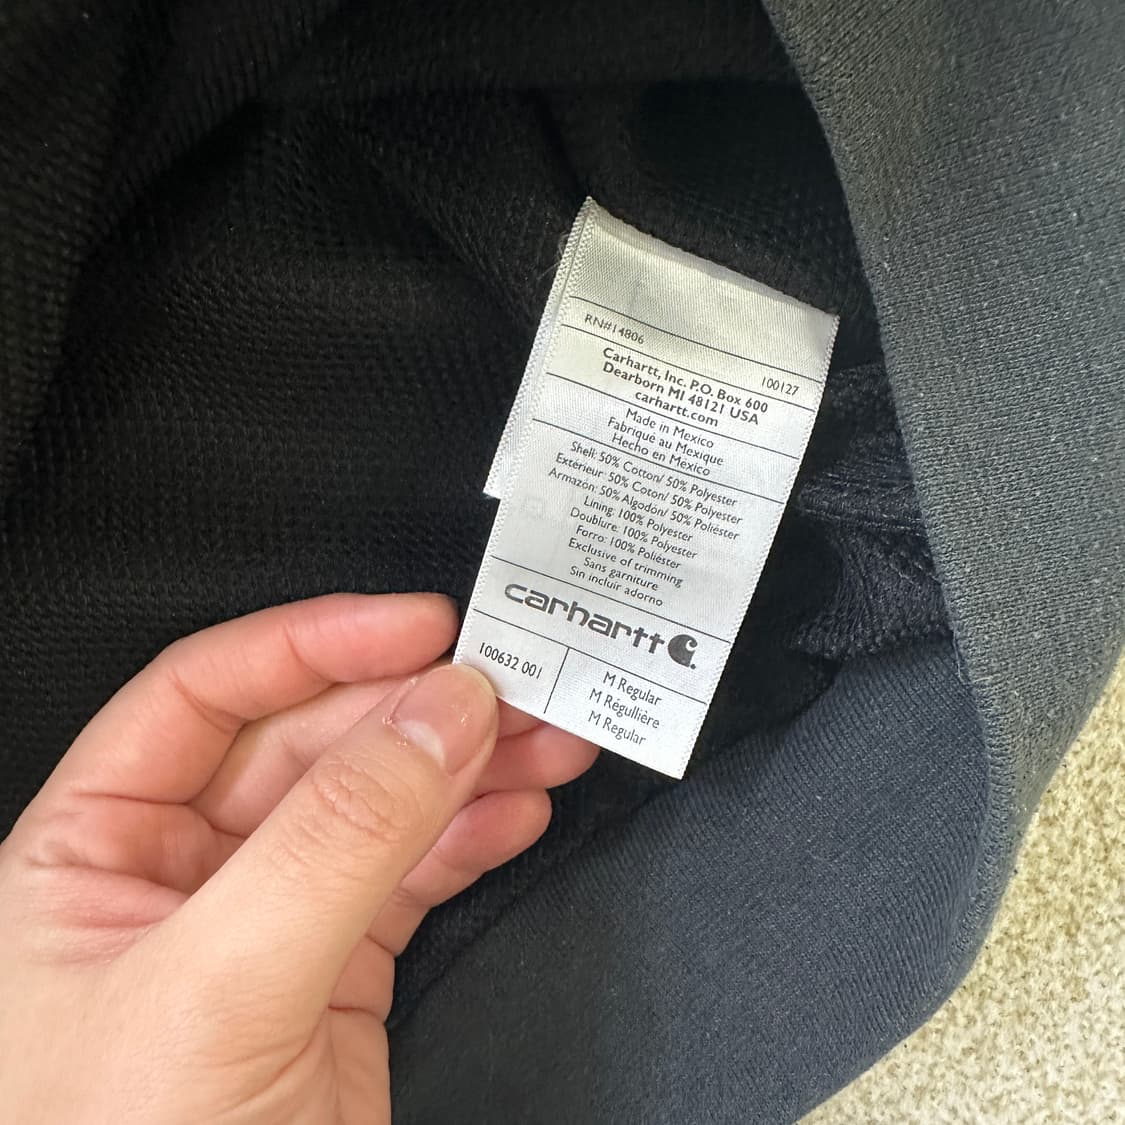 RN#14806
100127
Carhartt, Inc. P.O. Box 600
Dearborn MI 48121 USA
carhartt.com
Made in Mexico
Fabriqué au Mexique
Hecho en Mexico
Shell: 50% Cotton/ 50% Polyester
Extérieur: 50% Coton/ 50% Polyester
Armazón: 50% Algodón/ 50% Poliéster
Lining: 100% Polyester
Doublure: 100% Polyester
Forro: 100% Poliéster
Exclusive of trimming
Sans garniture
Sin incluir adorno
carhartt
100632 001
M Regular
M Régullière
M Regular